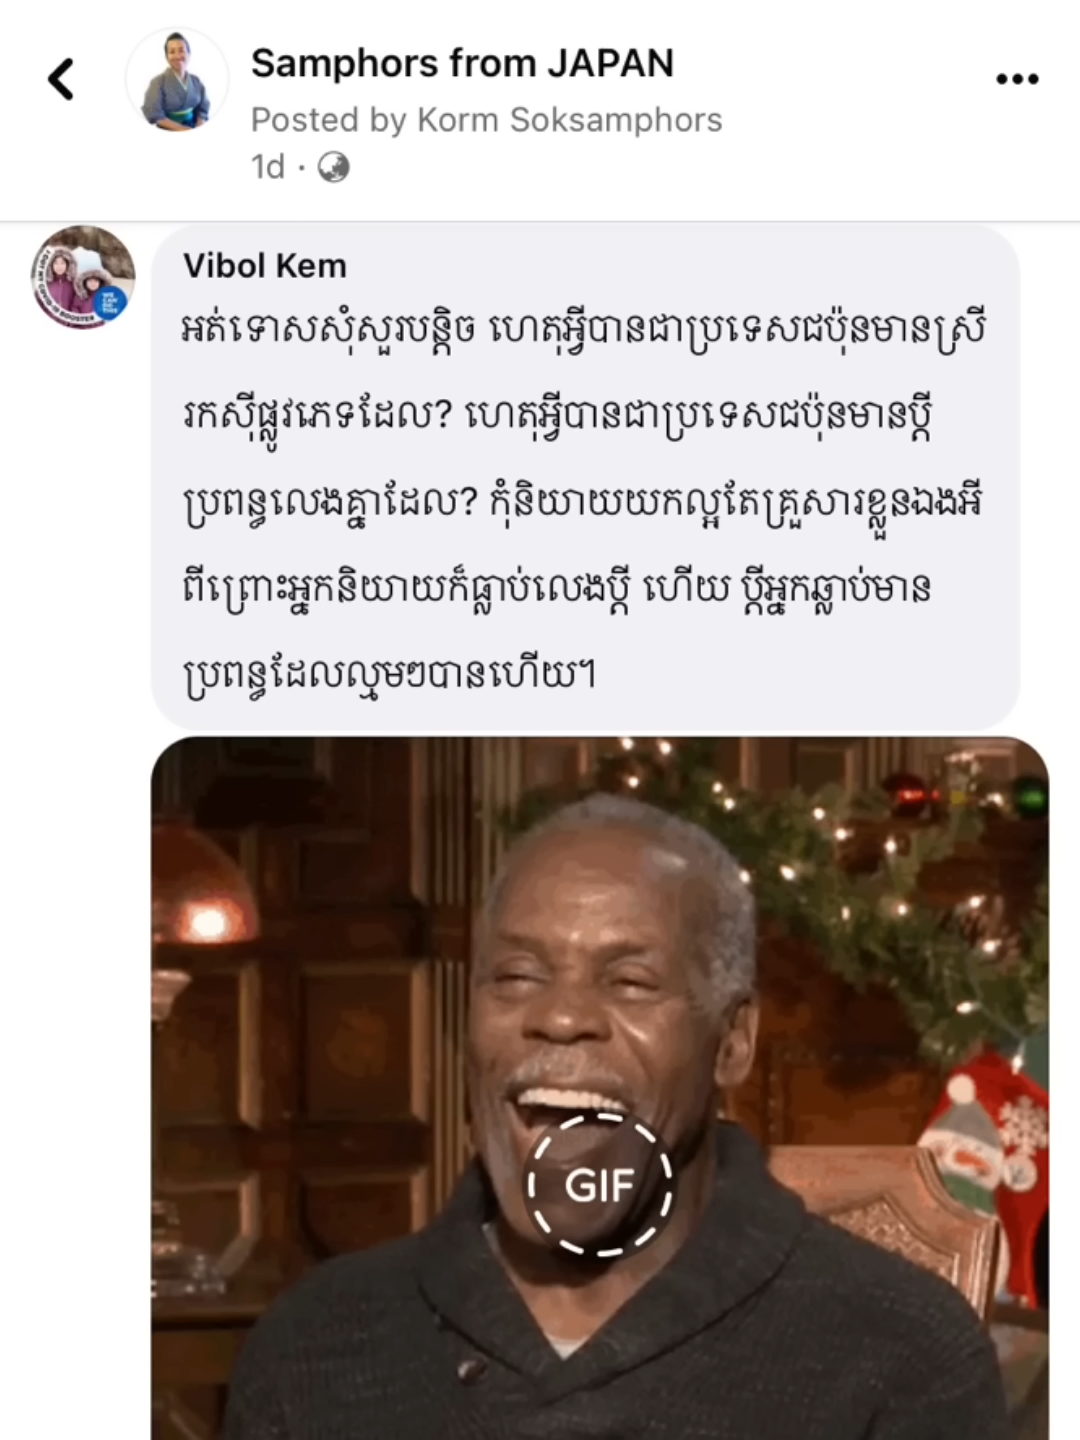 Samphors from JAPAN
Posted by Korm Soksamphors
1d ·
Vibol Kem
អត់ទោសសុំសួរបន្តិច ហេតុអ្វីបានជាប្រទេសជប៉ុនមានស្រី
រកស៊ីផ្លូវភេទដែល? ហេតុអ្វីបានជាប្រទេសជប៉ុនមានប្តី
ប្រពន្ធលេងគ្នាដែល? កុំនិយាយយកល្អតែគ្រួសារខ្លួនឯងអី
ពីព្រោះអ្នកនិយាយក៏ធ្លាប់លេងប្តី ហើយ ប្តីអ្នកឆ្លាប់មាន
ប្រពន្ធដែលល្មមៗបានហើយ។
GIF